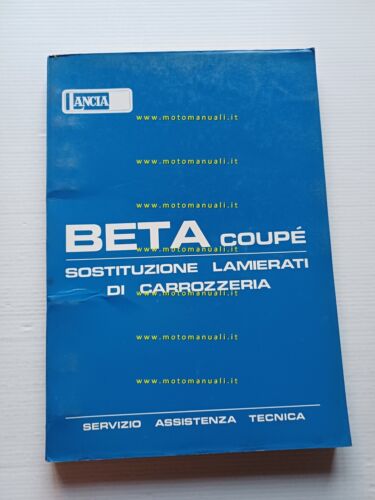 LANCIA
www.motomanuali.it
www.motomanuali.it
www.motomanuali.it
BETA COUPÉ
SOSTITUZIONE LAMIERATI
www.motomanuali.it
DI CARROZZERIA
www.motomanuali.it
www.motomanuali.it
www.motomanuali.it
SERVIZIO ASSISTENZA TECNICA